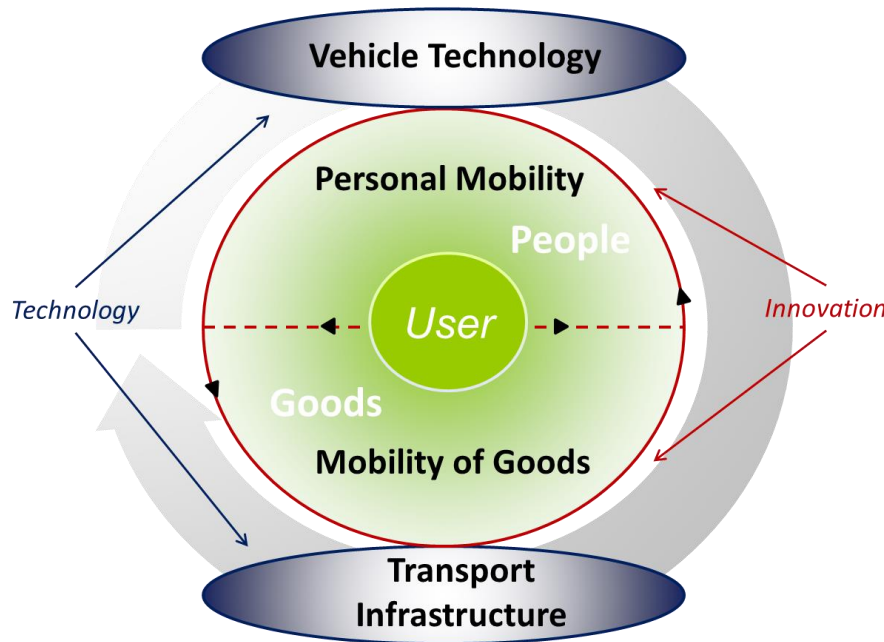 Vehicle Technology
Personal Mobility
People
Technology
User
Innovation
Goods
Mobility of Goods
Transport
Infrastructure